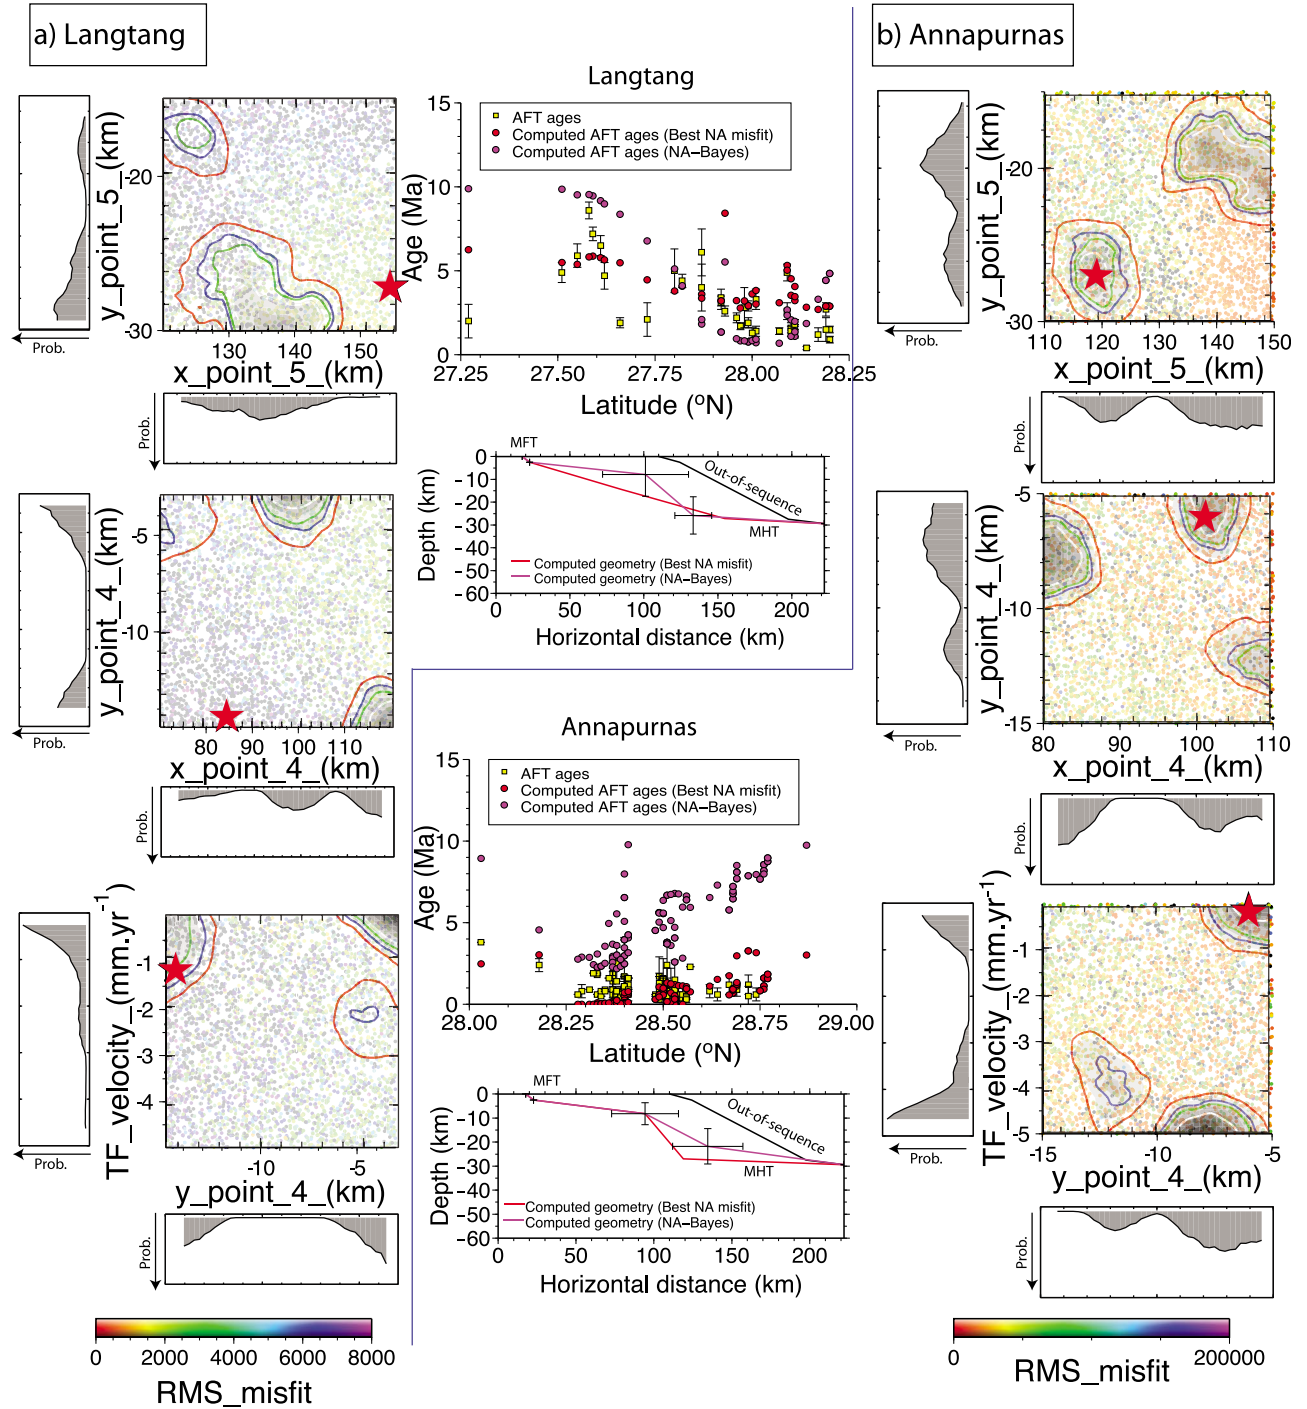 a) Langtang
b) Annapurnas
Langtang
15
10
5
0
Age (Ma)
AFT ages
Computed AFT ages (Best NA misfit)
Computed AFT ages (NA−Bayes)
27.25 27.50 27.75 28.00 28.25
Latitude (°N)
y_point_5_(km)
-20
-30
130 140 150
x_point_5_(km)
Prob.
Prob.
MFT
Out-of-sequence
MHT
0
−10
−20
−30
−40
−50
−60
Depth (km)
Computed geometry (Best NA misfit)
Computed geometry (NA−Bayes)
0 50 100 150 200
Horizontal distance (km)
y_point_4_(km)
-5
-10
80 90 100 110
x_point_4_(km)
Prob.
Prob.
TF_velocity_(mm.yr-1)
-1
-2
-3
-4
-10 -5
y_point_4_(km)
Prob.
Prob.
0 2000 4000 6000 8000
RMS_misfit
Annapurnas
15
10
5
0
Age (Ma)
AFT ages
Computed AFT ages (Best NA misfit)
Computed AFT ages (NA−Bayes)
28.00 28.25 28.50 28.75 29.00
Latitude (°N)
MFT
Out-of-sequence
MHT
0
−10
−20
−30
−40
−50
−60
Depth (km)
Computed geometry (Best NA misfit)
Computed geometry (NA−Bayes)
0 50 100 150 200
Horizontal distance (km)
y_point_5_(km)
-20
-30
110 120 130 140 150
x_point_5_(km)
Prob.
Prob.
y_point_4_(km)
-5
-10
-15
80 90 100 110
x_point_4_(km)
Prob.
Prob.
TF_velocity_(mm.yr-1)
-1
-2
-3
-4
-5
-15 -10 -5
y_point_4_(km)
Prob.
Prob.
0 200000
RMS_misfit